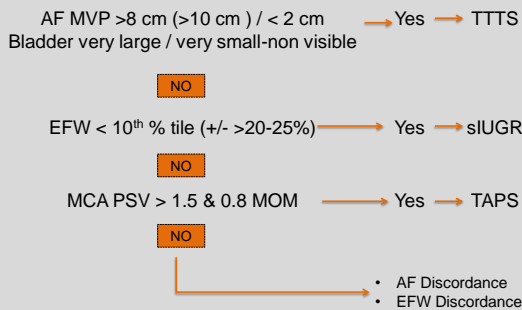 AF MVP >8 cm (>10 cm ) / < 2 cm Yes TTTS
Bladder very large / very small-non visible
NO
EFW < 10th % tile (+/- >20-25%) Yes sIUGR
NO
MCA PSV > 1.5 & 0.8 MOM Yes TAPS
NO
• AF Discordance
• EFW Discordance